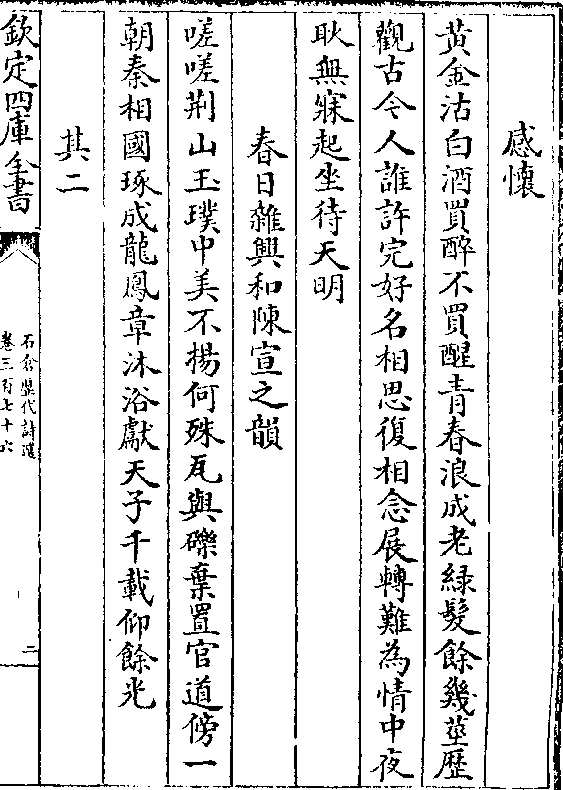 感懷
黄金沽白酒買醉不買醒青春浪成老緑髮餘幾莖歴
觀古今人誰許完好名相思復相念展轉難為情中夜
耿無寐起坐待天明
春日雜興和陳宣之韻
嗟嗟荆山玉璞中美不揚何殊瓦與礫棄置官道傍一
朝秦相國琢成龍鳳章沐浴獻天子千載仰餘光
其二
欽定四庫全書
石倉歴代詩選
卷三百七十六
二